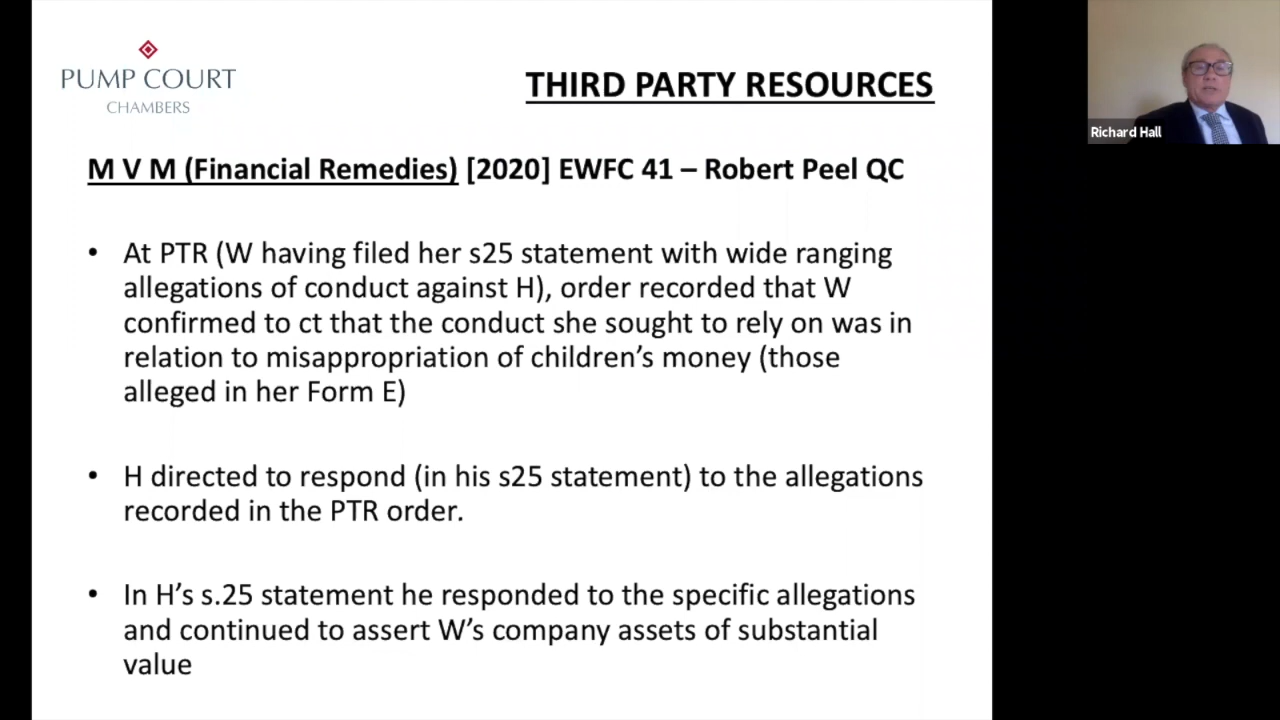 PUMP COURT
CHAMBERS
THIRD PARTY RESOURCES
M V M (Financial Remedies) [2020] EWFC 41 – Robert Peel QC
• At PTR (W having filed her s25 statement with wide ranging
allegations of conduct against H), order recorded that W
confirmed to ct that the conduct she sought to rely on was in
relation to misappropriation of children’s money (those
alleged in her Form E)
• H directed to respond (in his s25 statement) to the allegations
recorded in the PTR order.
• In H’s s.25 statement he responded to the specific allegations
and continued to assert W’s company assets of substantial
value
Richard Hall